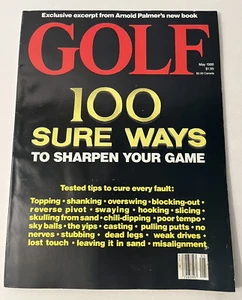 Exclusive excerpt from Arnold Palmer's new book
GOLF
May 1986
$1.95
100
SURE WAYS
TO SHARPEN YOUR GAME
Tested tips to cure every fault:
Topping • shanking • overswing • blocking-out •
reverse pivot • swaying • hooking • slicing •
skulling from sand • chili-dipping • poor tempo •
sky balls • the yips • casting • pulling putts • no
nerves • stubbing • dead legs • weak drives •
lost touch • leaving it in sand • misalignment